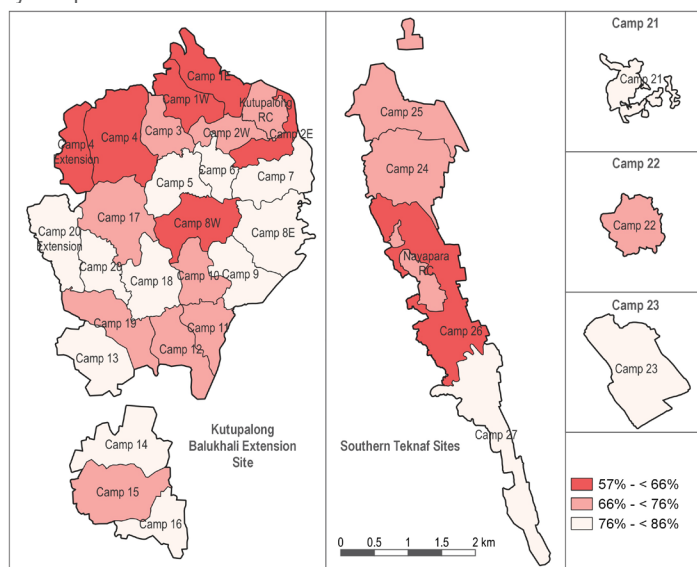 Camp 1E
Camp 1W
Kutupalong
RC
Camp 3
Camp 2W
Camp 2E
Camp 4
Camp 4
Extension
Camp 6
Camp 5
Camp 7
Camp 17
Camp 8W
Camp 20
Extension
Camp 8E
Camp 20
Camp 18
Camp 10
Camp 9
Camp 19
Camp 11
Camp 12
Camp 13
Camp 14
Camp 15
Camp 16
Kutupalong
Balukhali Extension
Site
Camp 25
Camp 24
Nayapara
RC
Camp 26
Camp 27
Southern Teknaf Sites
0 0.5 1 2 km
Camp 21
Camp 21
Camp 22
Camp 22
Camp 23
Camp 23
57% - < 66%
66% - < 76%
76% - < 86%